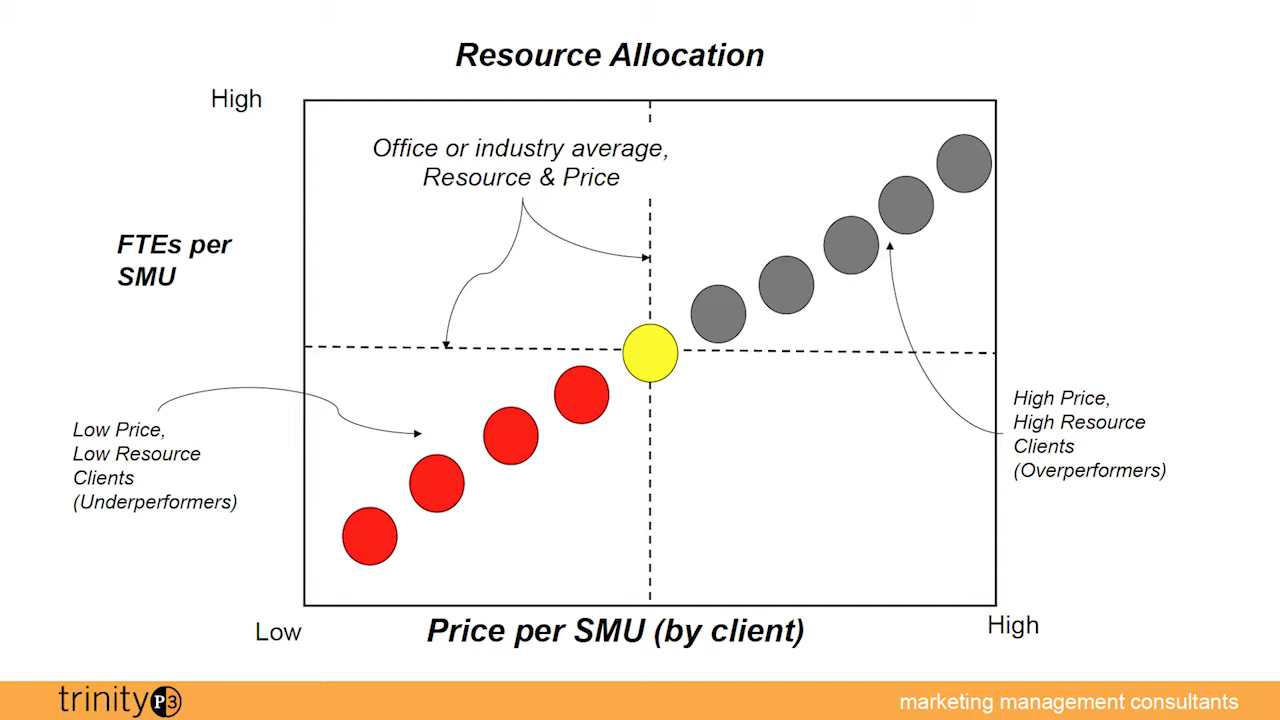 Resource Allocation
High
Office or industry average,
Resource & Price
FTEs per
SMU
Low Price,
Low Resource
Clients
(Underperformers)
High Price,
High Resource
Clients
(Overperformers)
Low
Price per SMU (by client)
High
trinity P3
marketing management consultants